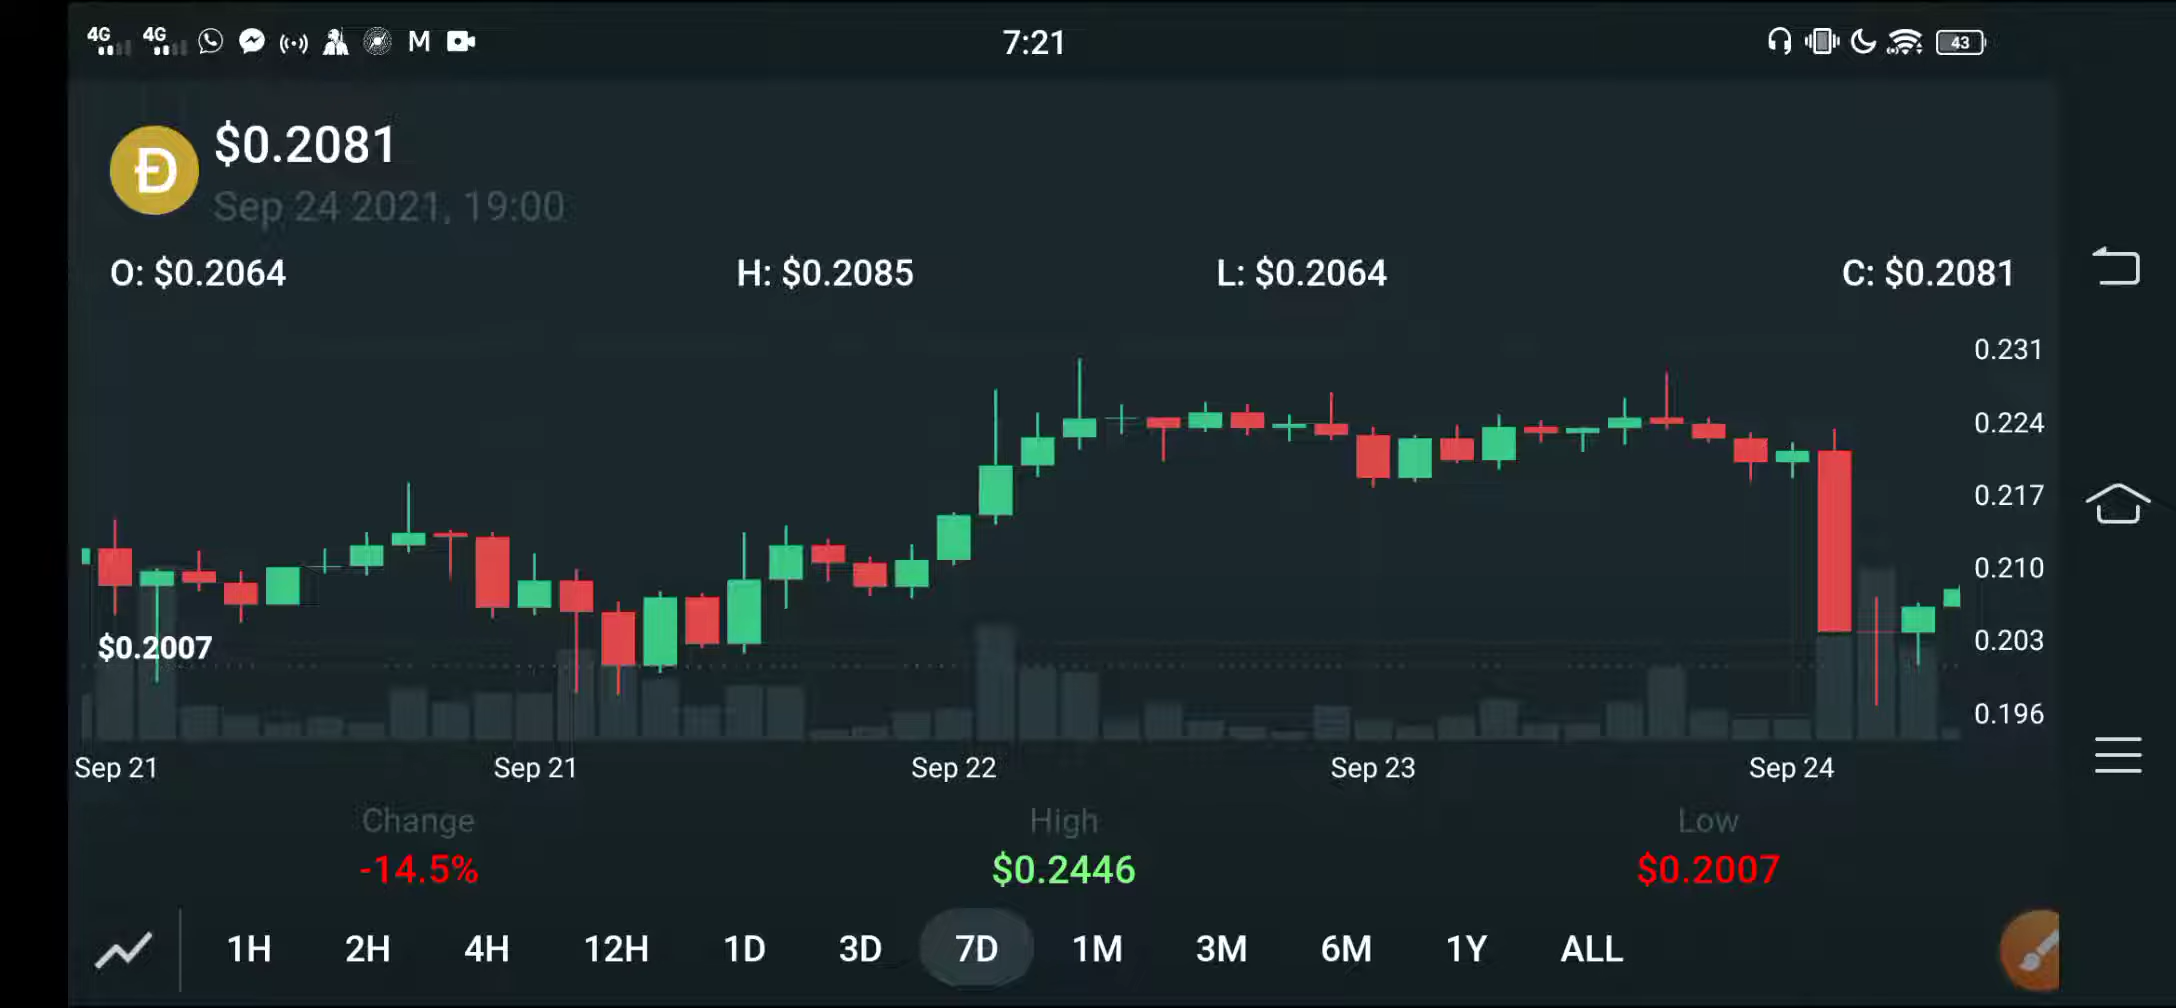 4G 4G M 7:21 43
Ð
$0.2081
Sep 24 2021, 19:00
O: $0.2064 H: $0.2085 L: $0.2064 C: $0.2081
0.231
0.224
0.217
0.210
0.203
0.196
$0.2007
Sep 21 Sep 21 Sep 22 Sep 23 Sep 24
Change High Low
-14.5% $0.2446 $0.2007
1H 2H 4H 12H 1D 3D 7D 1M 3M 6M 1Y ALL